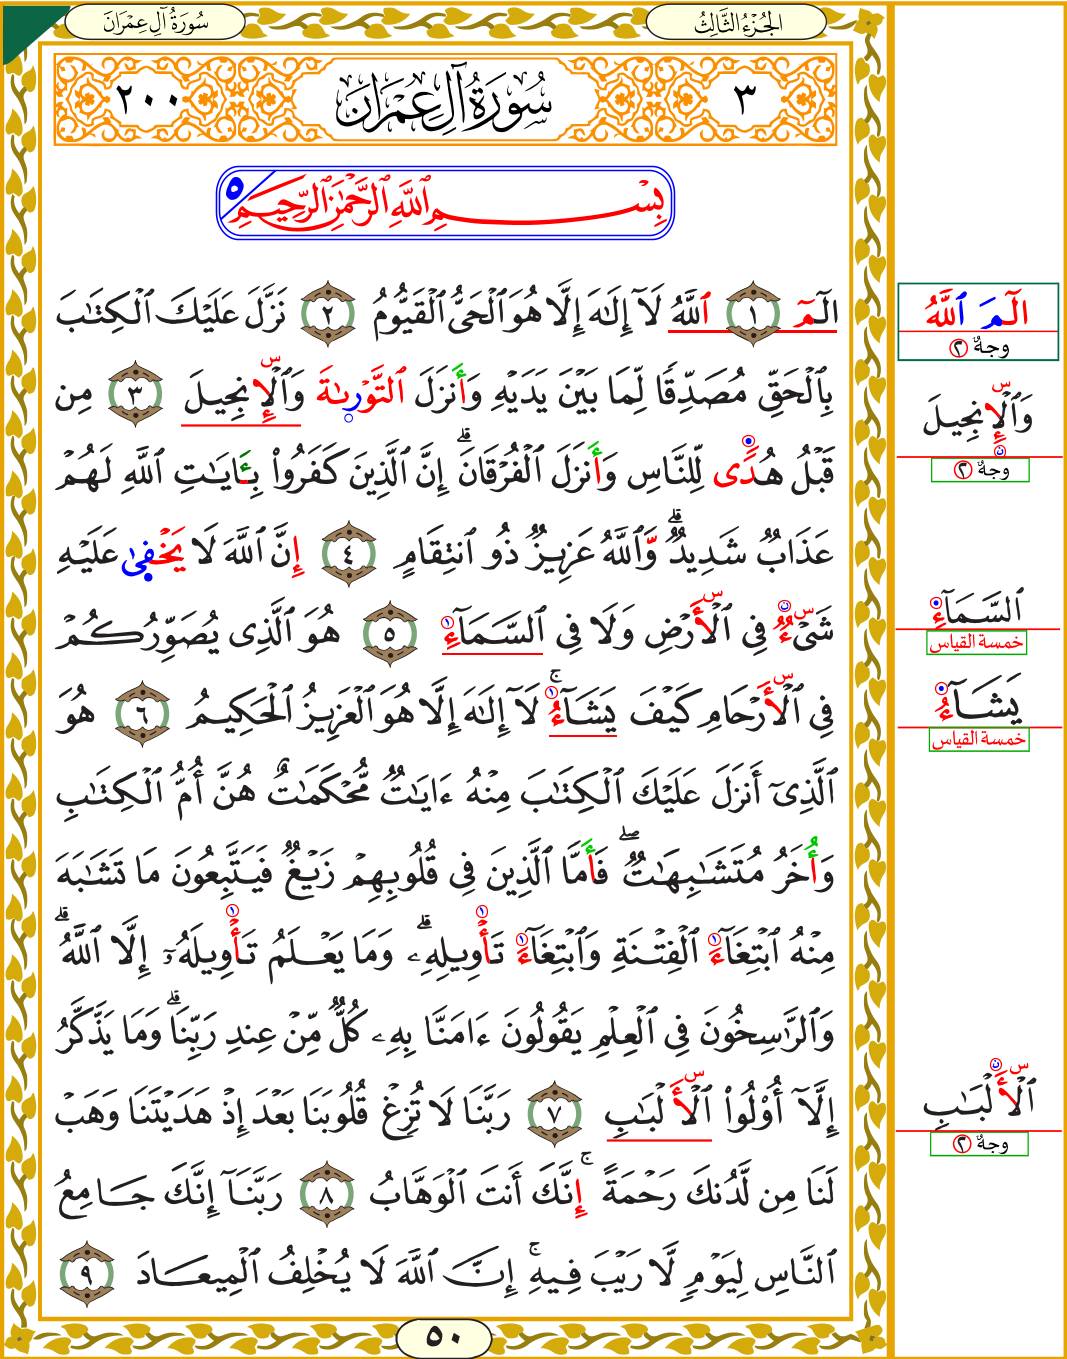 سُورَةُ آلِ عِمْرَانَ
الجُزْءُ الثَّالِثُ
٣
سُورَةُ آلِ عِمْرَانَ
٢٠٠
بِسْمِ ٱللَّهِ ٱلرَّحْمَٰنِ ٱلرَّحِيمِ ٥
الٓمٓ ١ ٱللَّهُ لَآ إِلَٰهَ إِلَّا هُوَ ٱلْحَىُّ ٱلْقَيُّومُ ٢ نَزَّلَ عَلَيْكَ ٱلْكِتَٰبَ
بِٱلْحَقِّ مُصَدِّقًا لِّمَا بَيْنَ يَدَيْهِ وَأَنزَلَ ٱلتَّوْرَىٰةَ وَٱلْإِنجِيلَ ٣ مِن
قَبْلُ هُدًى لِّلنَّاسِ وَأَنزَلَ ٱلْفُرْقَانَ ۗ إِنَّ ٱلَّذِينَ كَفَرُوا۟ بِـَٔايَٰتِ ٱللَّهِ لَهُمْ
عَذَابٌ شَدِيدٌ ۗ وَٱللَّهُ عَزِيزٌ ذُو ٱنتِقَامٍ ٤ إِنَّ ٱللَّهَ لَا يَخْفَىٰ عَلَيْهِ
شَىْءٌ فِى ٱلْأَرْضِ وَلَا فِى ٱلسَّمَآءِ ٥ هُوَ ٱلَّذِى يُصَوِّرُكُمْ
فِى ٱلْأَرْحَامِ كَيْفَ يَشَآءُ ۚ لَآ إِلَٰهَ إِلَّا هُوَ ٱلْعَزِيزُ ٱلْحَكِيمُ ٦ هُوَ
ٱلَّذِىٓ أَنزَلَ عَلَيْكَ ٱلْكِتَٰبَ مِنْهُ ءَايَٰتٌ مُّحْكَمَٰتٌ هُنَّ أُمُّ ٱلْكِتَٰبِ
وَأُخَرُ مُتَشَٰبِهَٰتٌ ۖ فَأَمَّا ٱلَّذِينَ فِى قُلُوبِهِمْ زَيْغٌ فَيَتَّبِعُونَ مَا تَشَٰبَهَ
مِنْهُ ٱبْتِغَآءَ ٱلْفِتْنَةِ وَٱبْتِغَآءَ تَأْوِيلِهِۦ ۗ وَمَا يَعْلَمُ تَأْوِيلَهُۥٓ إِلَّا ٱللَّهُ ۗ
وَٱلرَّٰسِخُونَ فِى ٱلْعِلْمِ يَقُولُونَ ءَامَنَّا بِهِۦ كُلٌّ مِّنْ عِندِ رَبِّنَا ۗ وَمَا يَذَّكَّرُ
إِلَّآ أُو۟لُوا۟ ٱلْأَلْبَٰبِ ٧ رَبَّنَا لَا تُزِغْ قُلُوبَنَا بَعْدَ إِذْ هَدَيْتَنَا وَهَبْ
لَنَا مِن لَّدُنكَ رَحْمَةً ۚ إِنَّكَ أَنتَ ٱلْوَهَّابُ ٨ رَبَّنَآ إِنَّكَ جَامِعُ
ٱلنَّاسِ لِيَوْمٍ لَّا رَيْبَ فِيهِ ۚ إِنَّ ٱللَّهَ لَا يُخْلِفُ ٱلْمِيعَادَ ٩
٥٠
الٓمَ ٱللَّهُ
وجهٌ ٢
س
وَٱلْإِنجِيلَ
وجهٌ ٢
ٱلسَّمَآءِ
خمسة القياس
يَشَآءُ
خمسة القياس
س
ٱلْأَلْبَٰبِ
وجهٌ ٢